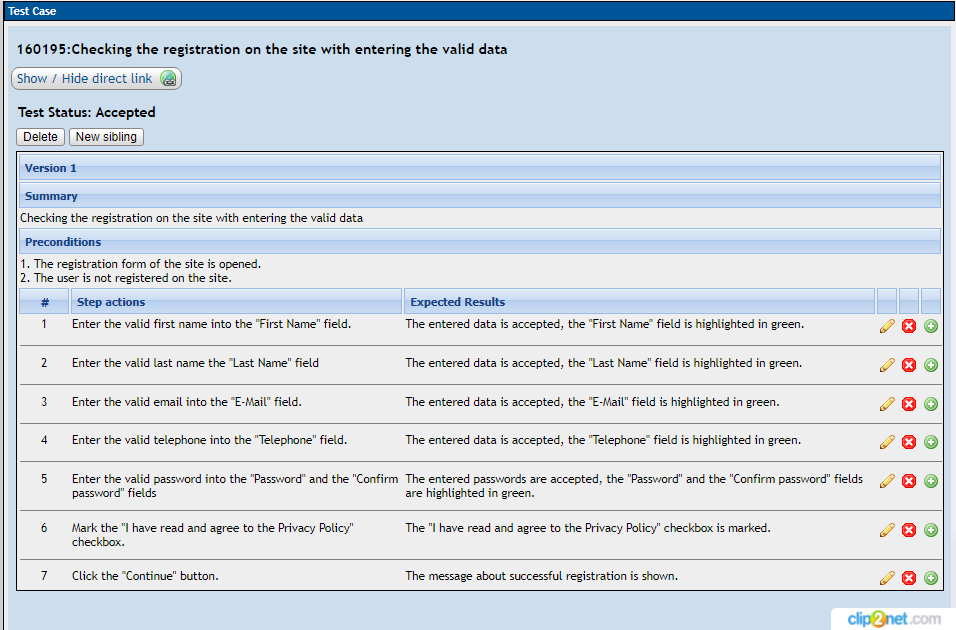 Test Case
160195:Checking the registration on the site with entering the valid data
Show / Hide direct link
Test Status: Accepted
Delete New sibling
Version 1
Summary
Checking the registration on the site with entering the valid data
Preconditions
1. The registration form of the site is opened.
2. The user is not registered on the site.
# Step actions Expected Results
1 Enter the valid first name into the "First Name" field. The entered data is accepted, the "First Name" field is highlighted in green.
2 Enter the valid last name the "Last Name" field The entered data is accepted, the "Last Name" field is highlighted in green.
3 Enter the valid email into the "E-Mail" field. The entered data is accepted, the "E-Mail" field is highlighted in green.
4 Enter the valid telephone into the "Telephone" field. The entered data is accepted, the "Telephone" field is highlighted in green.
5 Enter the valid password into the "Password" and the "Confirm The entered passwords are accepted, the "Password" and the "Confirm password" fields
password" fields are highlighted in green.
6 Mark the "I have read and agree to the Privacy Policy" The "I have read and agree to the Privacy Policy" checkbox is marked.
checkbox.
7 Click the "Continue" button. The message about successful registration is shown.
clip2net.com